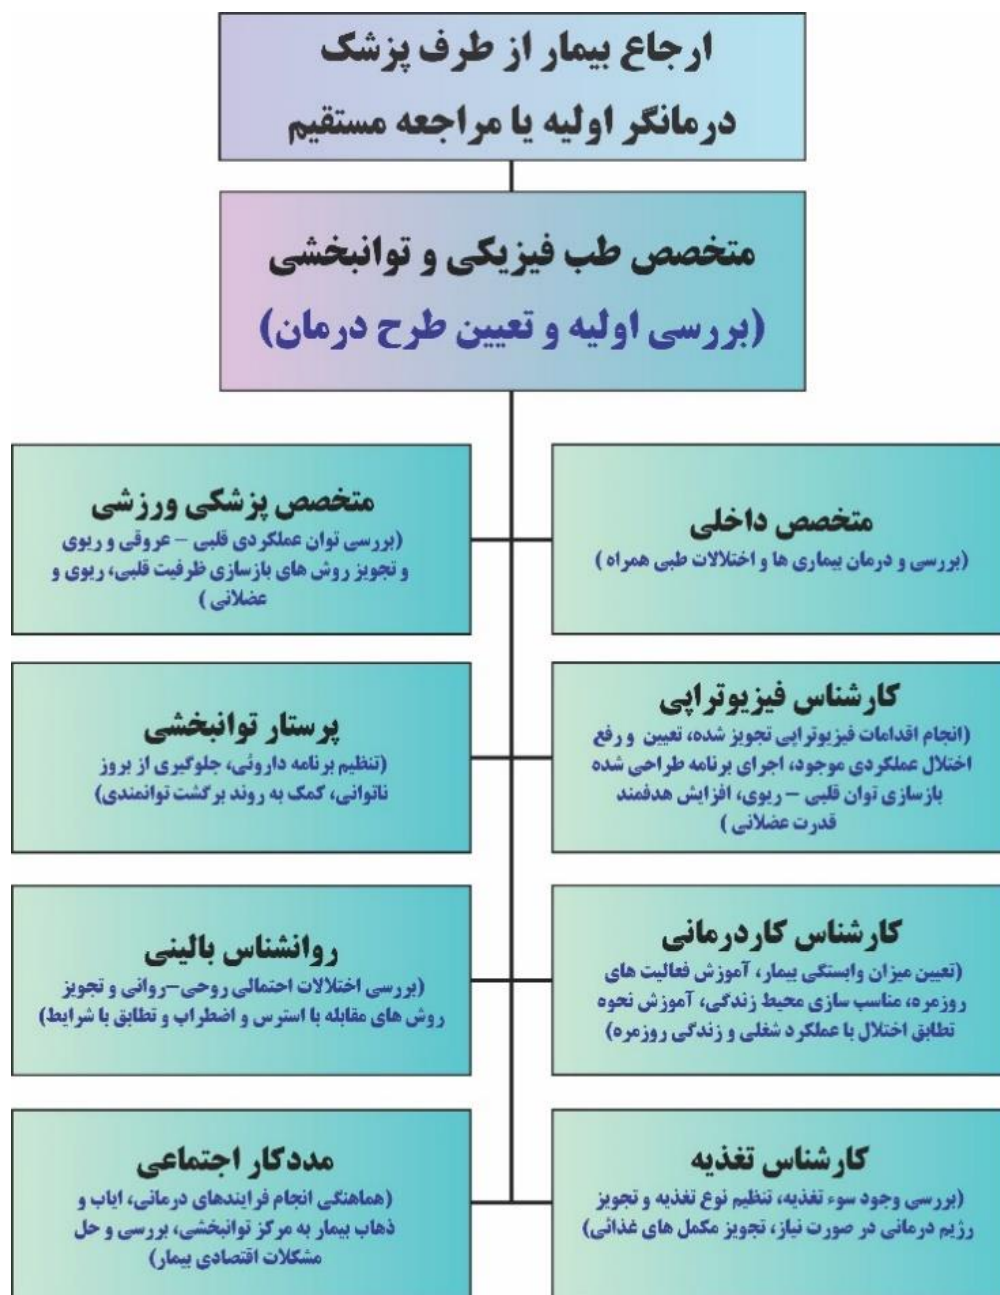 ارجاع بیمار از طرف پزشک
درمانگر اولیه یا مراجعه مستقیم
متخصص طب فیزیکی و توانبخشی
(بررسی اولیه و تعیین طرح درمان)
متخصص داخلی
(بررسی و درمان بیماری ها و اختلالات طبی همراه )
متخصص پزشکی ورزشی
(بررسی توان عملکردی قلبی – عروقی و ریوی
و تجویز روش های بازسازی ظرفیت قلبی، ریوی و
عضلانی )
کارشناس فیزیوتراپی
(انجام اقدامات فیزیوتراپی تجویز شده، تعیین و رفع
اختلال عملکردی موجود، اجرای برنامه طراحی شده
بازسازی توان قلبی – ریوی، افزایش هدفمند
قدرت عضلانی )
پرستار توانبخشی
(تنظیم برنامه داروئی، جلوگیری از بروز
ناتوانی، کمک به روند برگشت توانمندی)
کارشناس کاردرمانی
(تعیین میزان وابستگی بیمار، آموزش فعالیت های
روزمره، مناسب سازی محیط زندگی، آموزش نحوه
تطابق اختلال با عملکرد شغلی و زندگی روزمره)
روانشناس بالینی
(بررسی اختلالات احتمالی روحی–روانی و تجویز
روش های مقابله با استرس و اضطراب و تطابق با شرایط)
کارشناس تغذیه
(بررسی وجود سوء تغذیه، تنظیم نوع تغذیه و تجویز
رژیم درمانی در صورت نیاز، تجویز مکمل های غذائی)
مددکار اجتماعی
(هماهنگی انجام فرایندهای درمانی، ایاب و
ذهاب بیمار به مرکز توانبخشی، بررسی و حل
مشکلات اقتصادی بیمار)